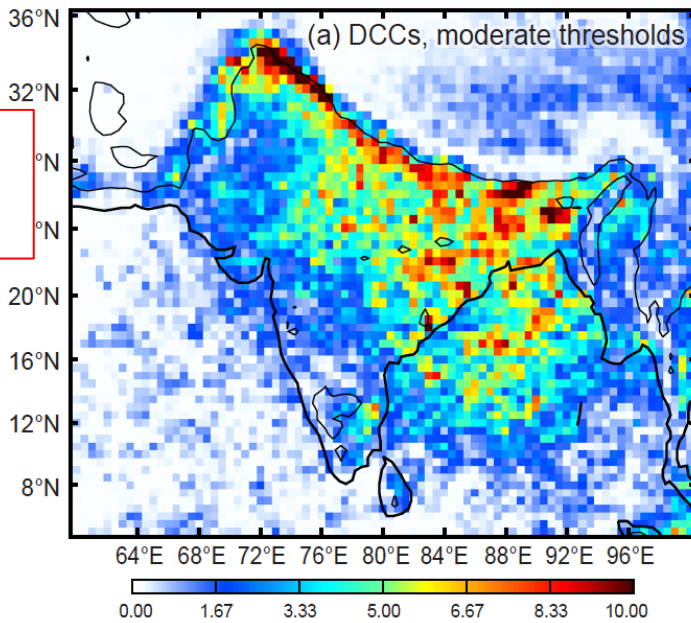 36°N
(a) DCCs, moderate thresholds
32°N
°N
°N
20°N
16°N
12°N
8°N
64°E 68°E 72°E 76°E 80°E 84°E 88°E 92°E 96°E
0.00 1.67 3.33 5.00 6.67 8.33 10.00